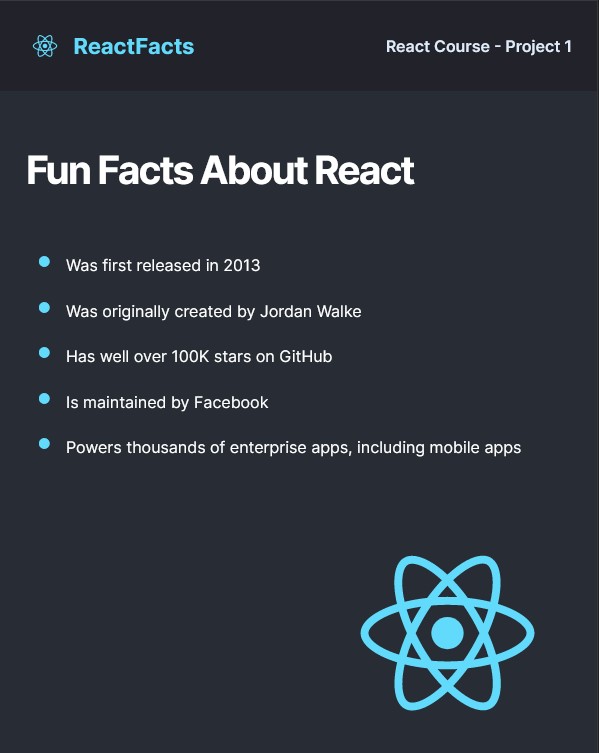 ReactFacts
React Course - Project 1
Fun Facts About React
Was first released in 2013
Was originally created by Jordan Walke
Has well over 100K stars on GitHub
Is maintained by Facebook
Powers thousands of enterprise apps, including mobile apps